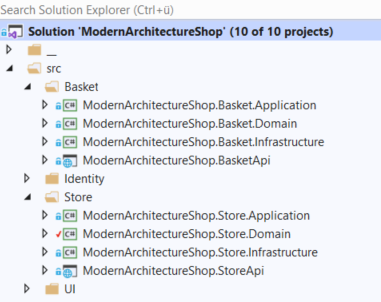 Search Solution Explorer (Ctrl+ü)
Solution 'ModernArchitectureShop' (10 of 10 projects)
__
src
Basket
C# ModernArchitectureShop.Basket.Application
C# ModernArchitectureShop.Basket.Domain
C# ModernArchitectureShop.Basket.Infrastructure
ModernArchitectureShop.BasketApi
Identity
Store
C# ModernArchitectureShop.Store.Application
C# ModernArchitectureShop.Store.Domain
C# ModernArchitectureShop.Store.Infrastructure
ModernArchitectureShop.StoreApi
UI